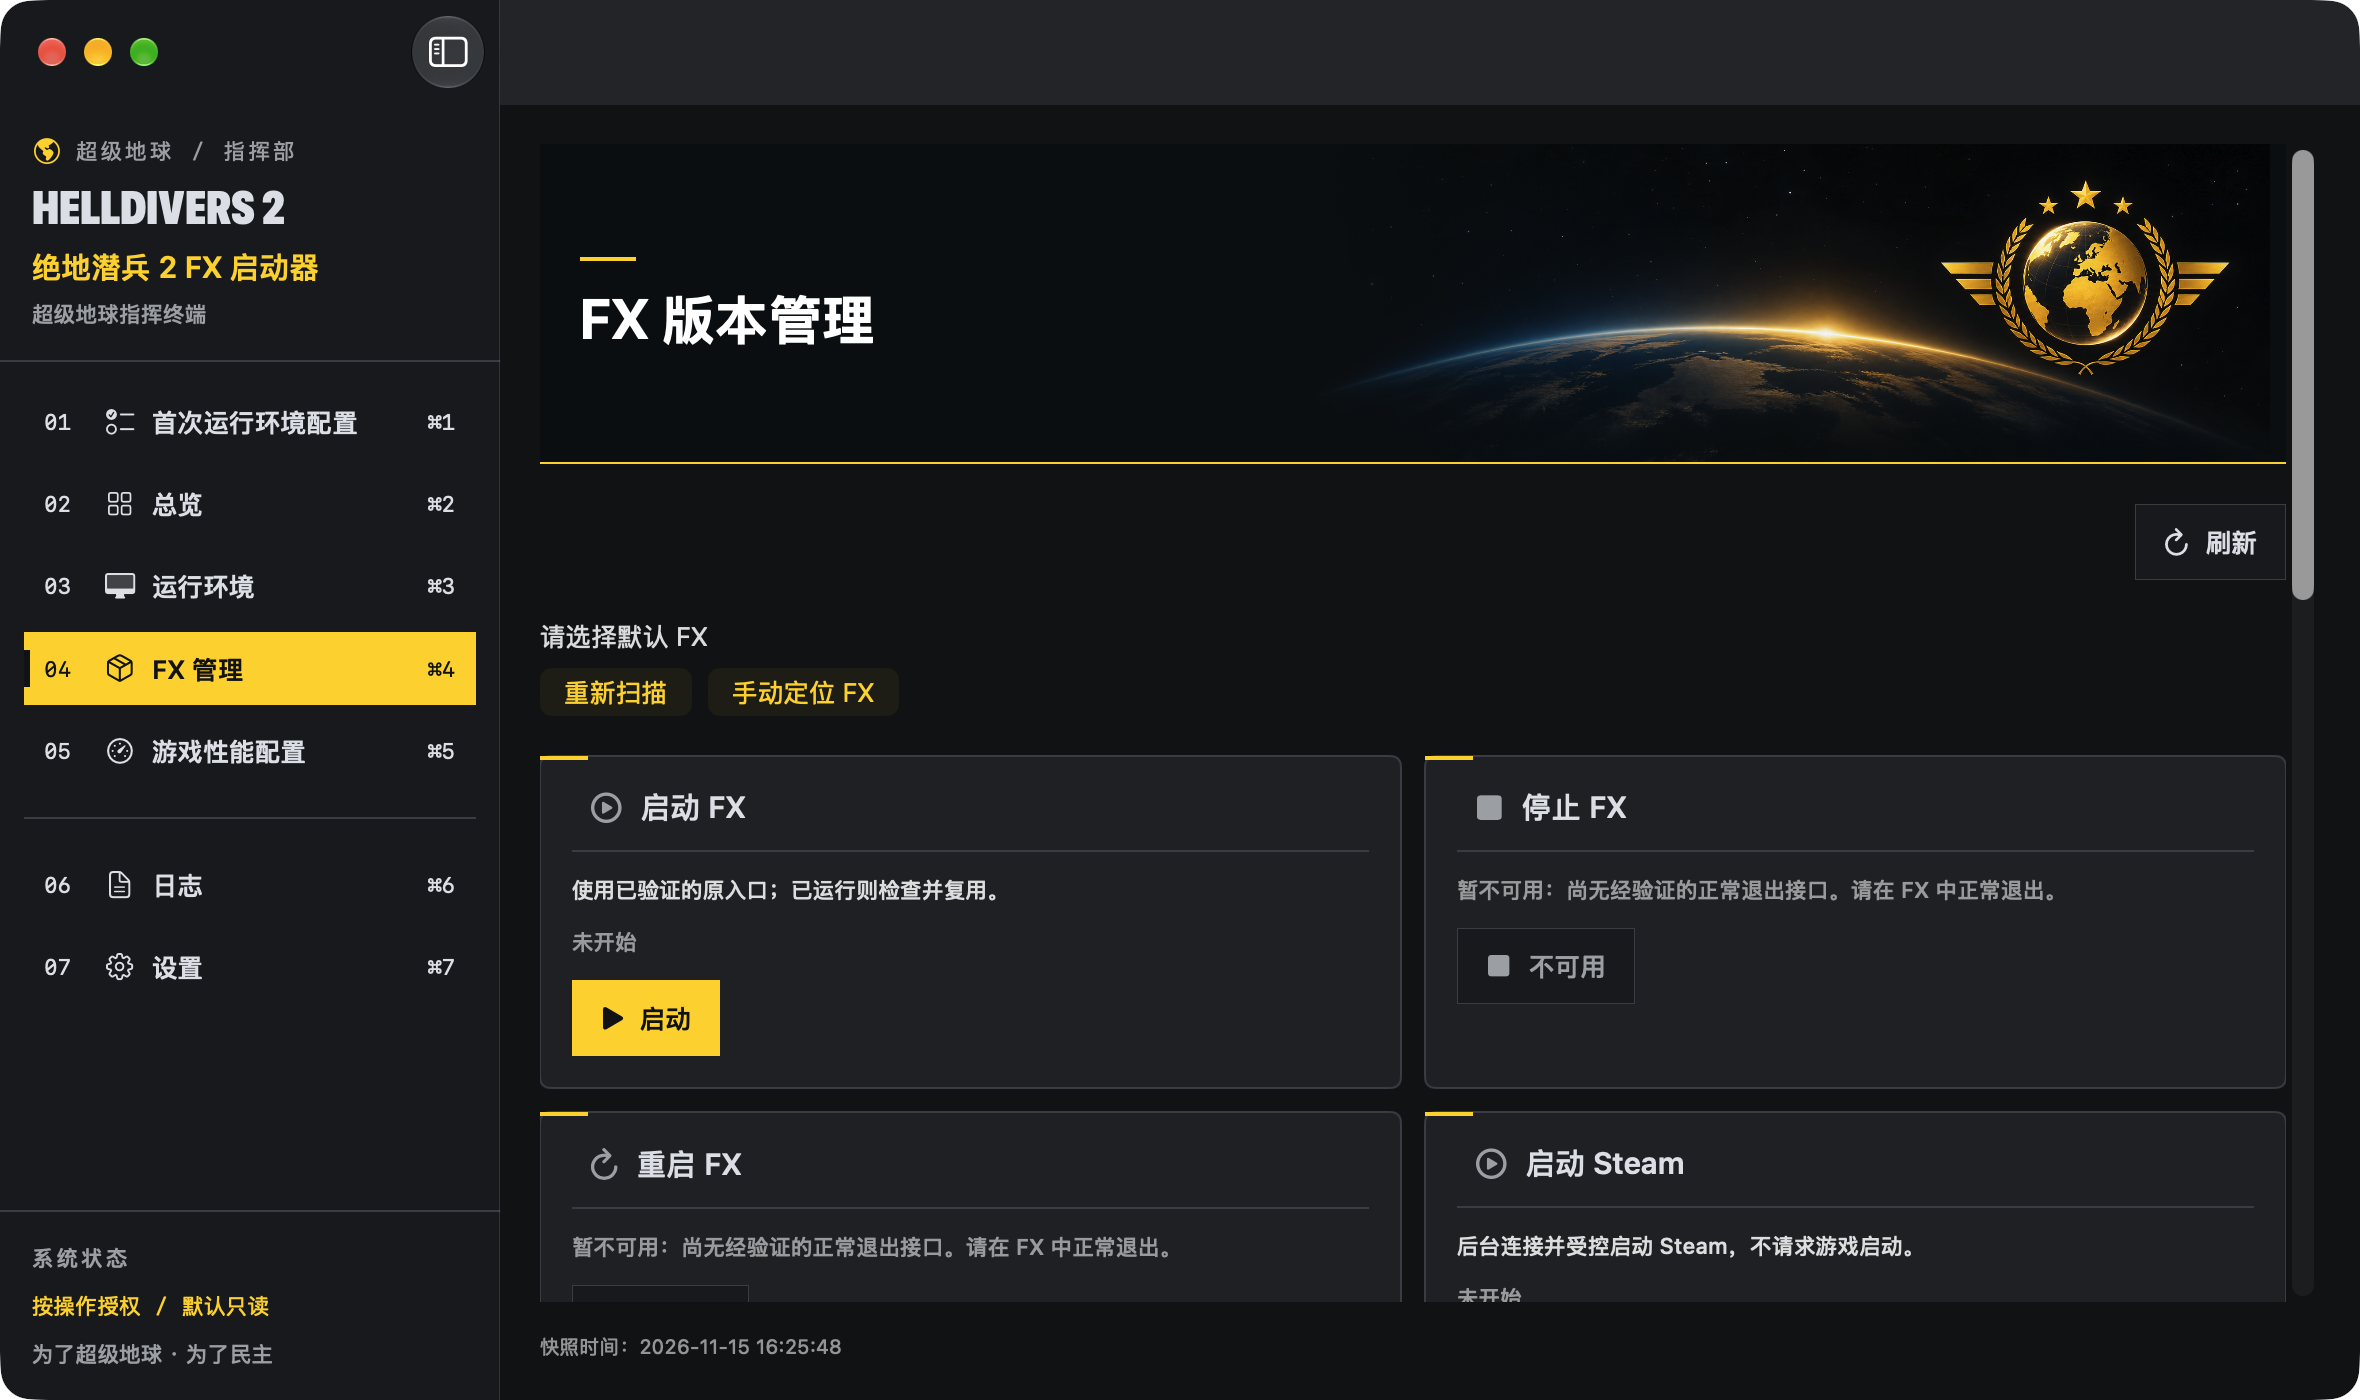 超级地球 / 指挥部
HELLDIVERS 2
绝地潜兵 2 FX 启动器
超级地球指挥终端
01 首次运行环境配置 ⌘1
02 总览 ⌘2
03 运行环境 ⌘3
04 FX 管理 ⌘4
05 游戏性能配置 ⌘5
06 日志 ⌘6
07 设置 ⌘7
系统状态
按操作授权 / 默认只读
为了超级地球 · 为了民主
FX 版本管理
刷新
请选择默认 FX
重新扫描 手动定位 FX
启动 FX
使用已验证的原入口；已运行则检查并复用。
未开始
启动
停止 FX
暂不可用：尚无经验证的正常退出接口。请在 FX 中正常退出。
不可用
重启 FX
暂不可用：尚无经验证的正常退出接口。请在 FX 中正常退出。
启动 Steam
后台连接并受控启动 Steam，不请求游戏启动。
未开始
快照时间：2026-11-15 16:25:48